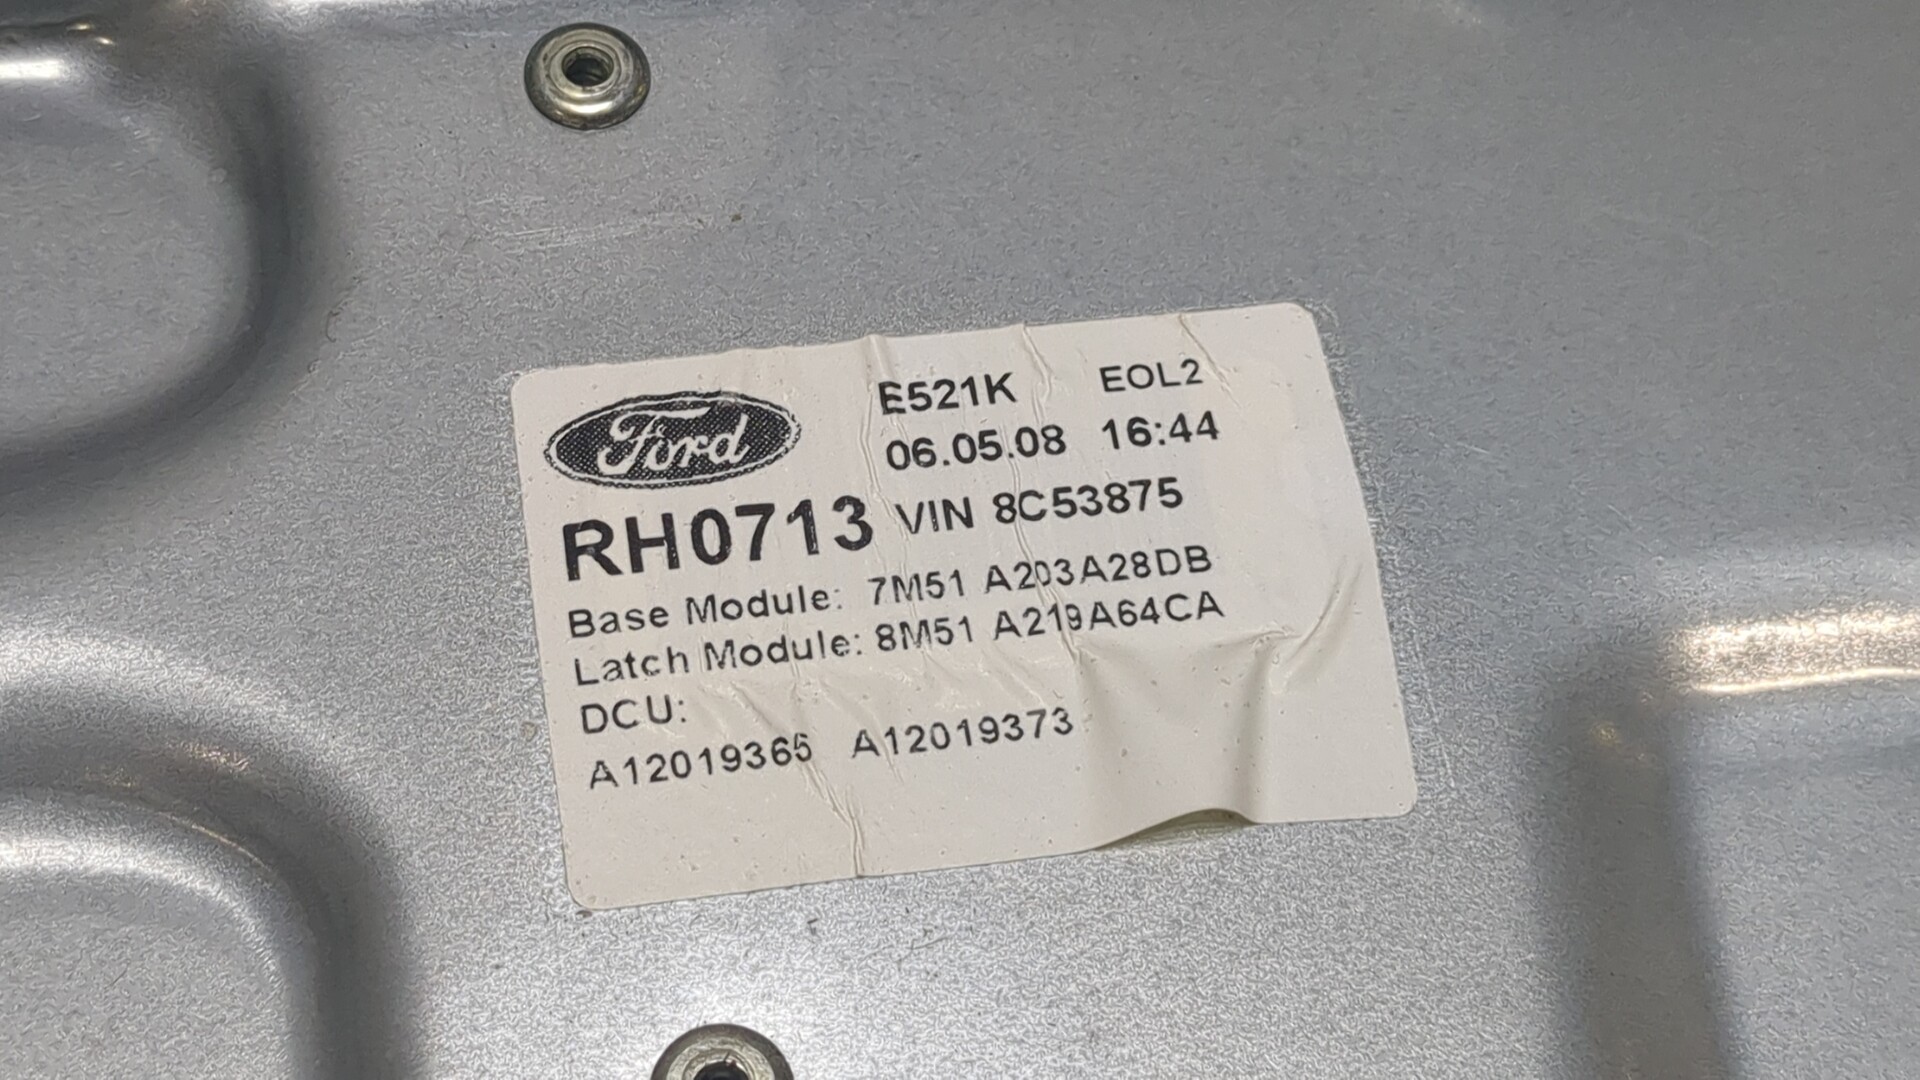 Ford
E521K EOL2
06.05.08 16:44
RH0713 VIN 8C53875
Base Module: 7M51 A203A28DB
Latch Module: 8M51 A219A64CA
DCU:
A12019365 A12019373